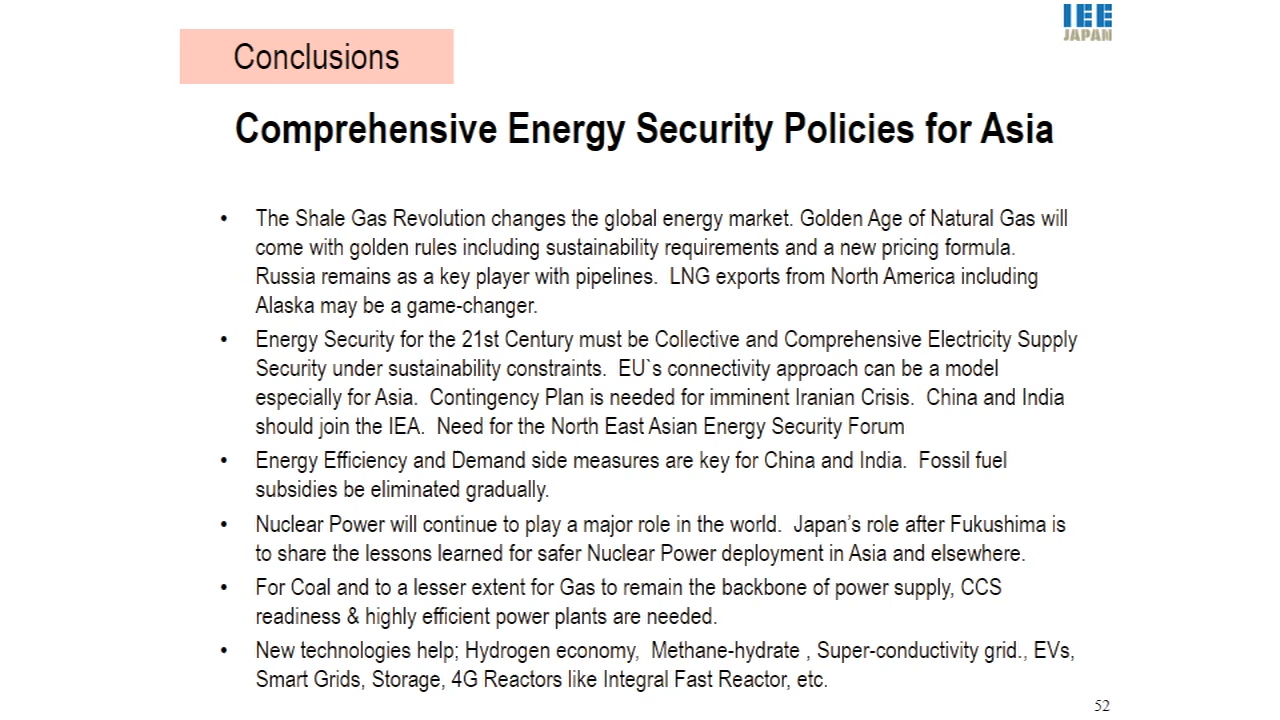 IEE
JAPAN
Conclusions
Comprehensive Energy Security Policies for Asia
• The Shale Gas Revolution changes the global energy market. Golden Age of Natural Gas will
come with golden rules including sustainability requirements and a new pricing formula.
Russia remains as a key player with pipelines.  LNG exports from North America including
Alaska may be a game-changer.
• Energy Security for the 21st Century must be Collective and Comprehensive Electricity Supply
Security under sustainability constraints.  EU`s connectivity approach can be a model
especially for Asia.  Contingency Plan is needed for imminent Iranian Crisis.  China and India
should join the IEA.  Need for the North East Asian Energy Security Forum
• Energy Efficiency and Demand side measures are key for China and India.  Fossil fuel
subsidies be eliminated gradually.
• Nuclear Power will continue to play a major role in the world.  Japan’s role after Fukushima is
to share the lessons learned for safer Nuclear Power deployment in Asia and elsewhere.
• For Coal and to a lesser extent for Gas to remain the backbone of power supply, CCS
readiness & highly efficient power plants are needed.
• New technologies help; Hydrogen economy,  Methane-hydrate , Super-conductivity grid., EVs,
Smart Grids, Storage, 4G Reactors like Integral Fast Reactor, etc.
52